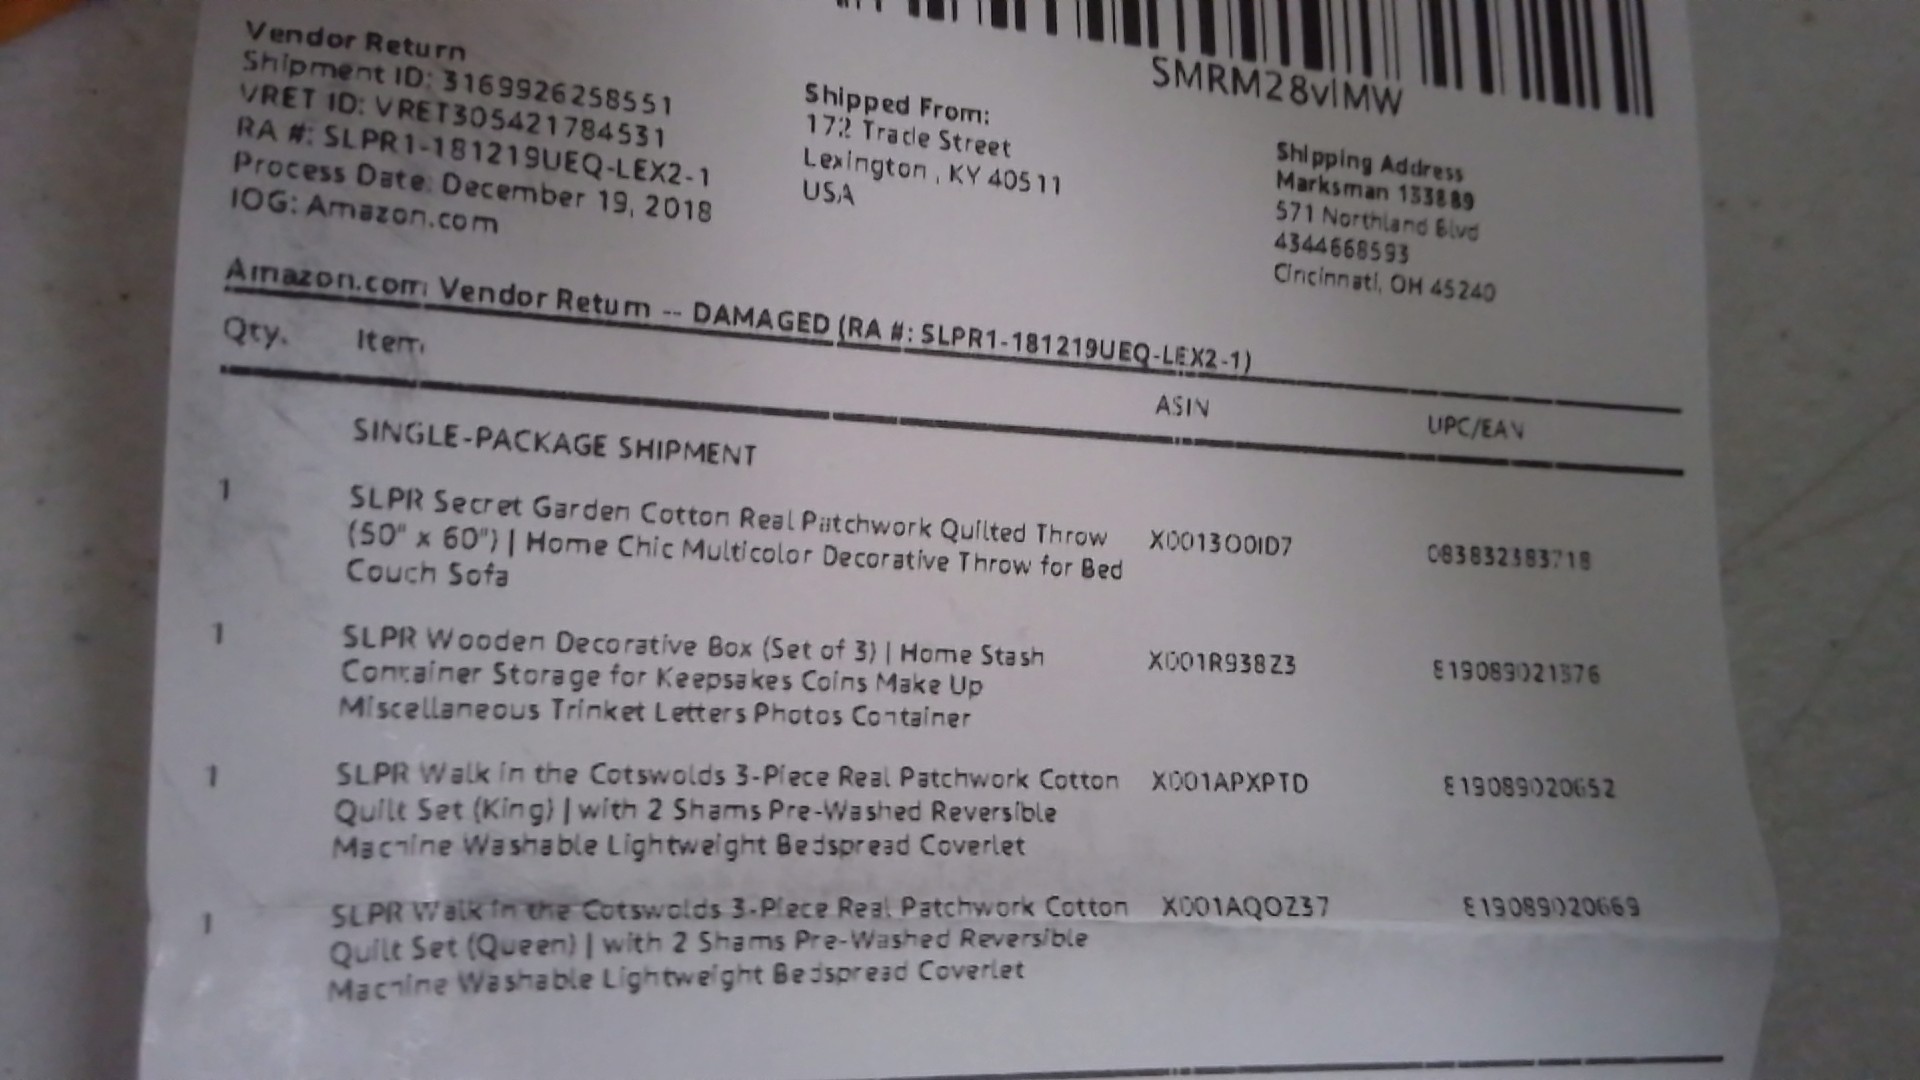 SMRM28vlMW
Vendor Return
Shipment ID: 3169926258551
VRET ID: VRET305421784531
RA #: SLPR1-181219UEQ-LEX2-1
Process Date: December 19, 2018
IOG: Amazon.com
Shipped From:
172 Trade Street
Lexington , KY 40511
USA
Shipping Address
Marksman 133889
571 Northland Blvd
4344668593
Cincinnati, OH 45240
Amazon.com Vendor Return -- DAMAGED (RA #: SLPR1-181219UEQ-LEX2-1)
Qty. Item ASIN UPC/EAN
SINGLE-PACKAGE SHIPMENT
1 SLPR Secret Garden Cotton Real Patchwork Quilted Throw X0013O0ID7 083832383718
(50" x 60") | Home Chic Multicolor Decorative Throw for Bed
Couch Sofa
1 SLPR Wooden Decorative Box (Set of 3) | Home Stash X001R938Z3 819089021376
Container Storage for Keepsakes Coins Make Up
Miscellaneous Trinket Letters Photos Container
1 SLPR Walk in the Cotswolds 3-Piece Real Patchwork Cotton X001APXPTD 819089020652
Quilt Set (King) | with 2 Shams Pre-Washed Reversible
Machine Washable Lightweight Bedspread Coverlet
1 SLPR Walk in the Cotswolds 3-Piece Real Patchwork Cotton X001AQOZ37 819089020669
Quilt Set (Queen) | with 2 Shams Pre-Washed Reversible
Machine Washable Lightweight Bedspread Coverlet